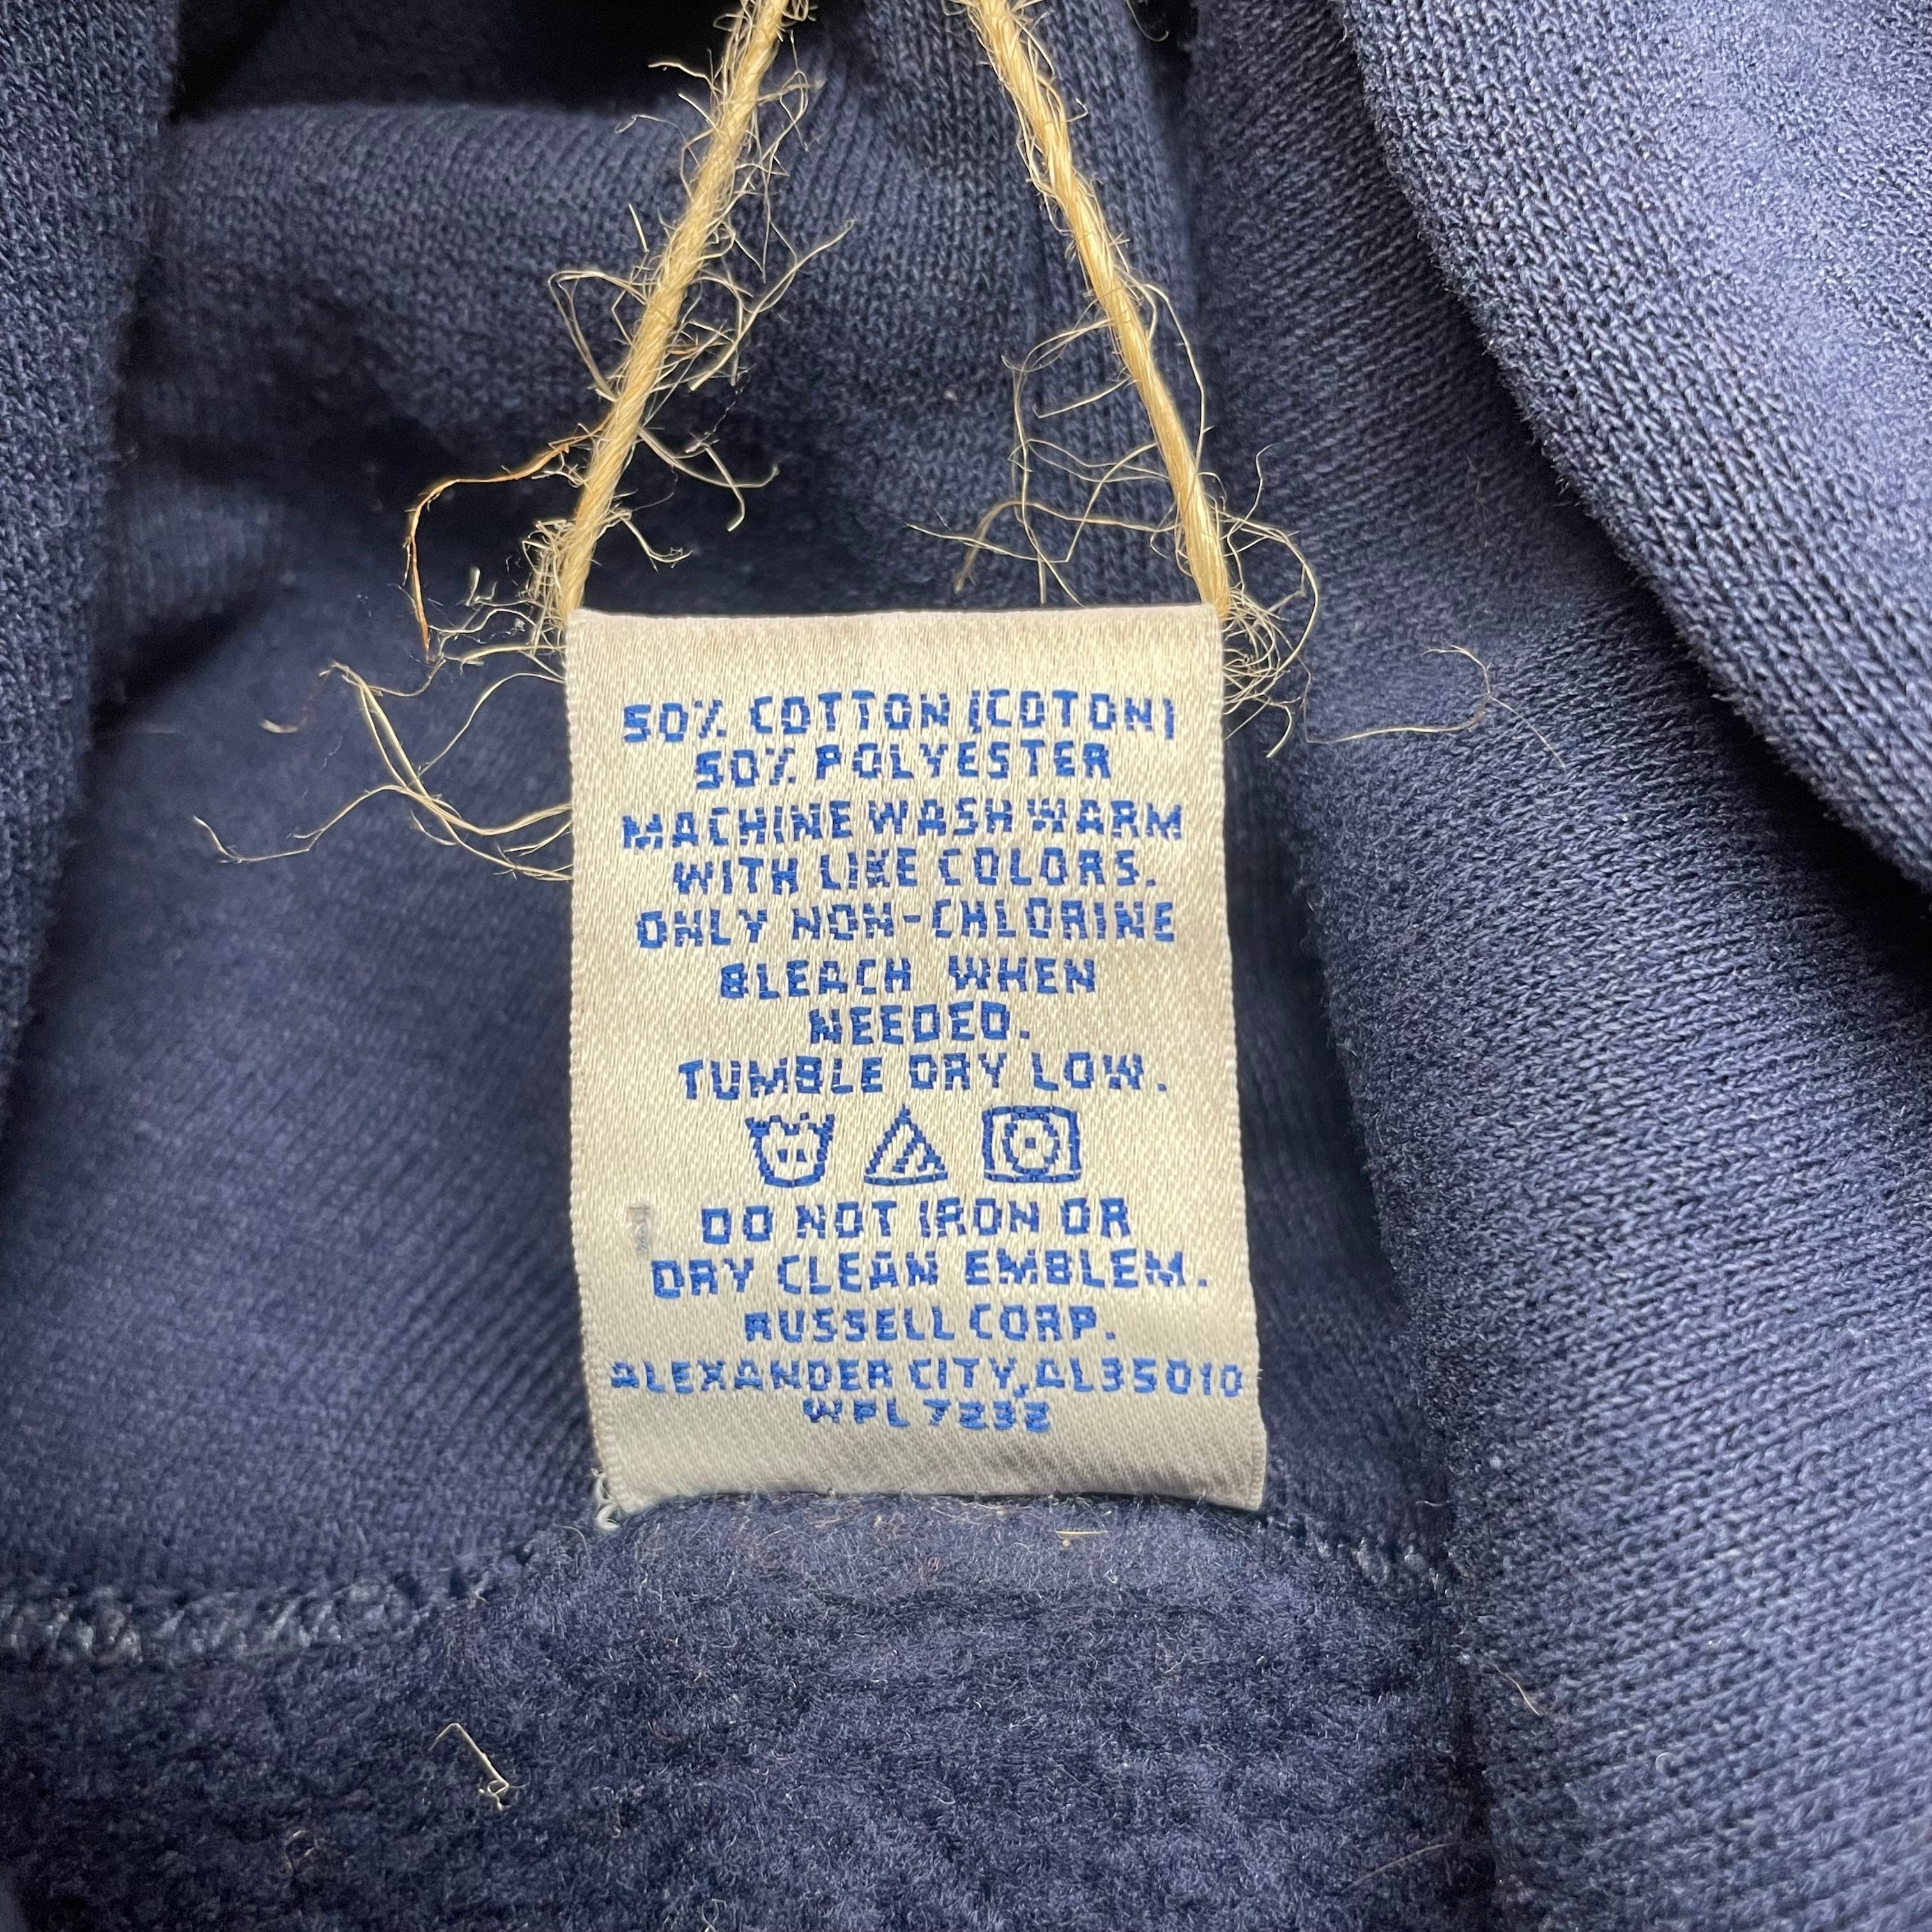 50% COTTON (COTON)
50% POLYESTER
MACHINE WASH WARM
WITH LIKE COLORS.
ONLY NON-CHLORINE
BLEACH WHEN
NEEDED.
TUMBLE DRY LOW.
DO NOT IRON OR
DRY CLEAN EMBLEM.
RUSSELL CORP.
ALEXANDER CITY, AL35010
WPL 7232